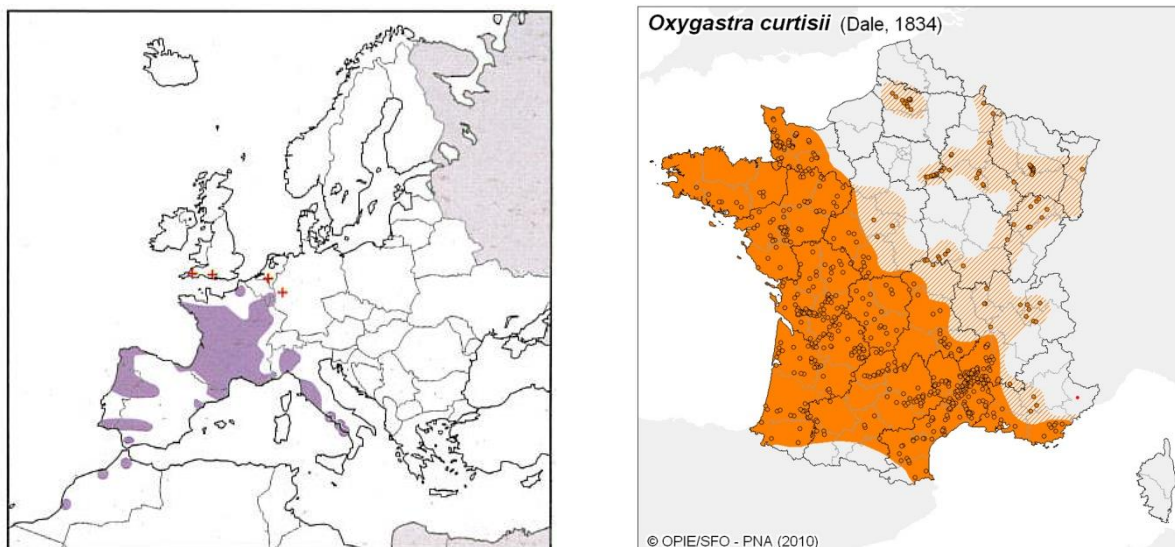 Oxygastra curtisii (Dale, 1834)
© OPIE/SFO - PNA (2010)